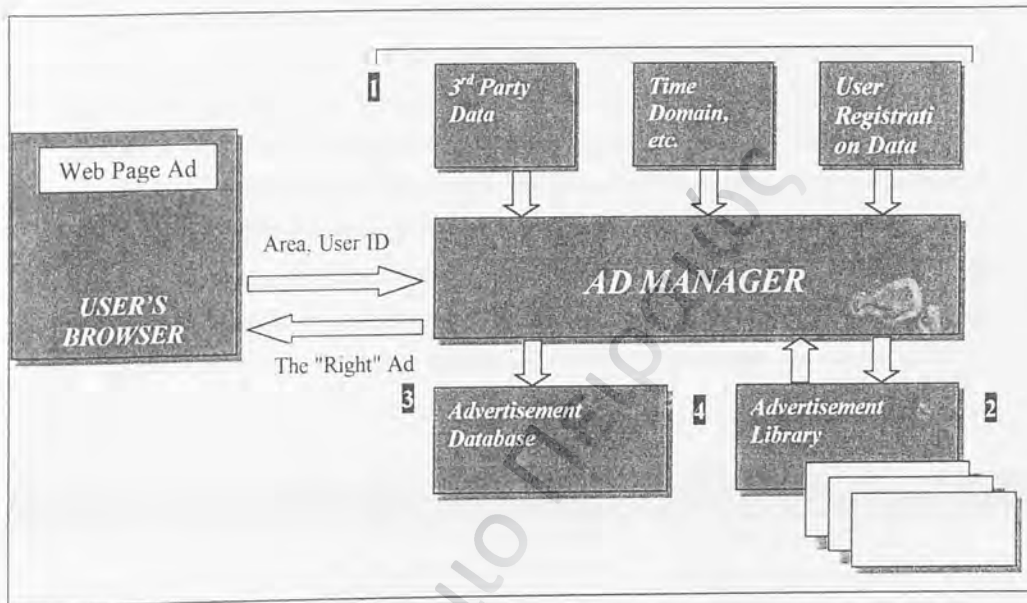 1
3rd Party
Data
Time
Domain,
etc.
User
Registrati
on Data
Web Page Ad
USER'S
BROWSER
Area, User ID
The "Right" Ad
AD MANAGER
3
Advertisement
Database
4
Advertisement
Library
2